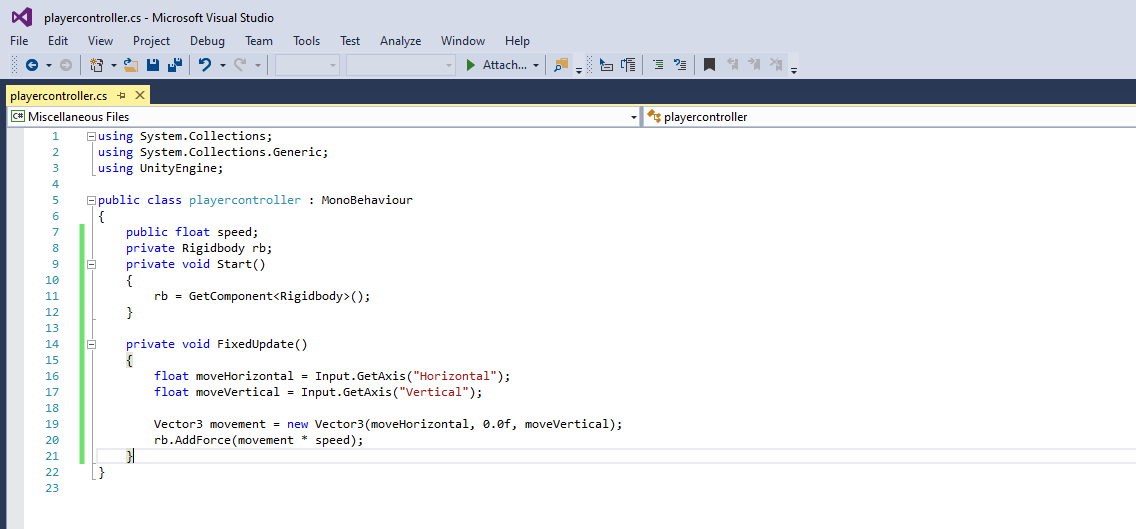 playercontroller.cs - Microsoft Visual Studio
File Edit View Project Debug Team Tools Test Analyze Window Help
Attach...
playercontroller.cs
C# Miscellaneous Files playercontroller
1 using System.Collections;
2 using System.Collections.Generic;
3 using UnityEngine;
4
5 public class playercontroller : MonoBehaviour
6 {
7 public float speed;
8 private Rigidbody rb;
9 private void Start()
10 {
11 rb = GetComponent<Rigidbody>();
12 }
13
14 private void FixedUpdate()
15 {
16 float moveHorizontal = Input.GetAxis("Horizontal");
17 float moveVertical = Input.GetAxis("Vertical");
18
19 Vector3 movement = new Vector3(moveHorizontal, 0.0f, moveVertical);
20 rb.AddForce(movement * speed);
21 }
22 }
23